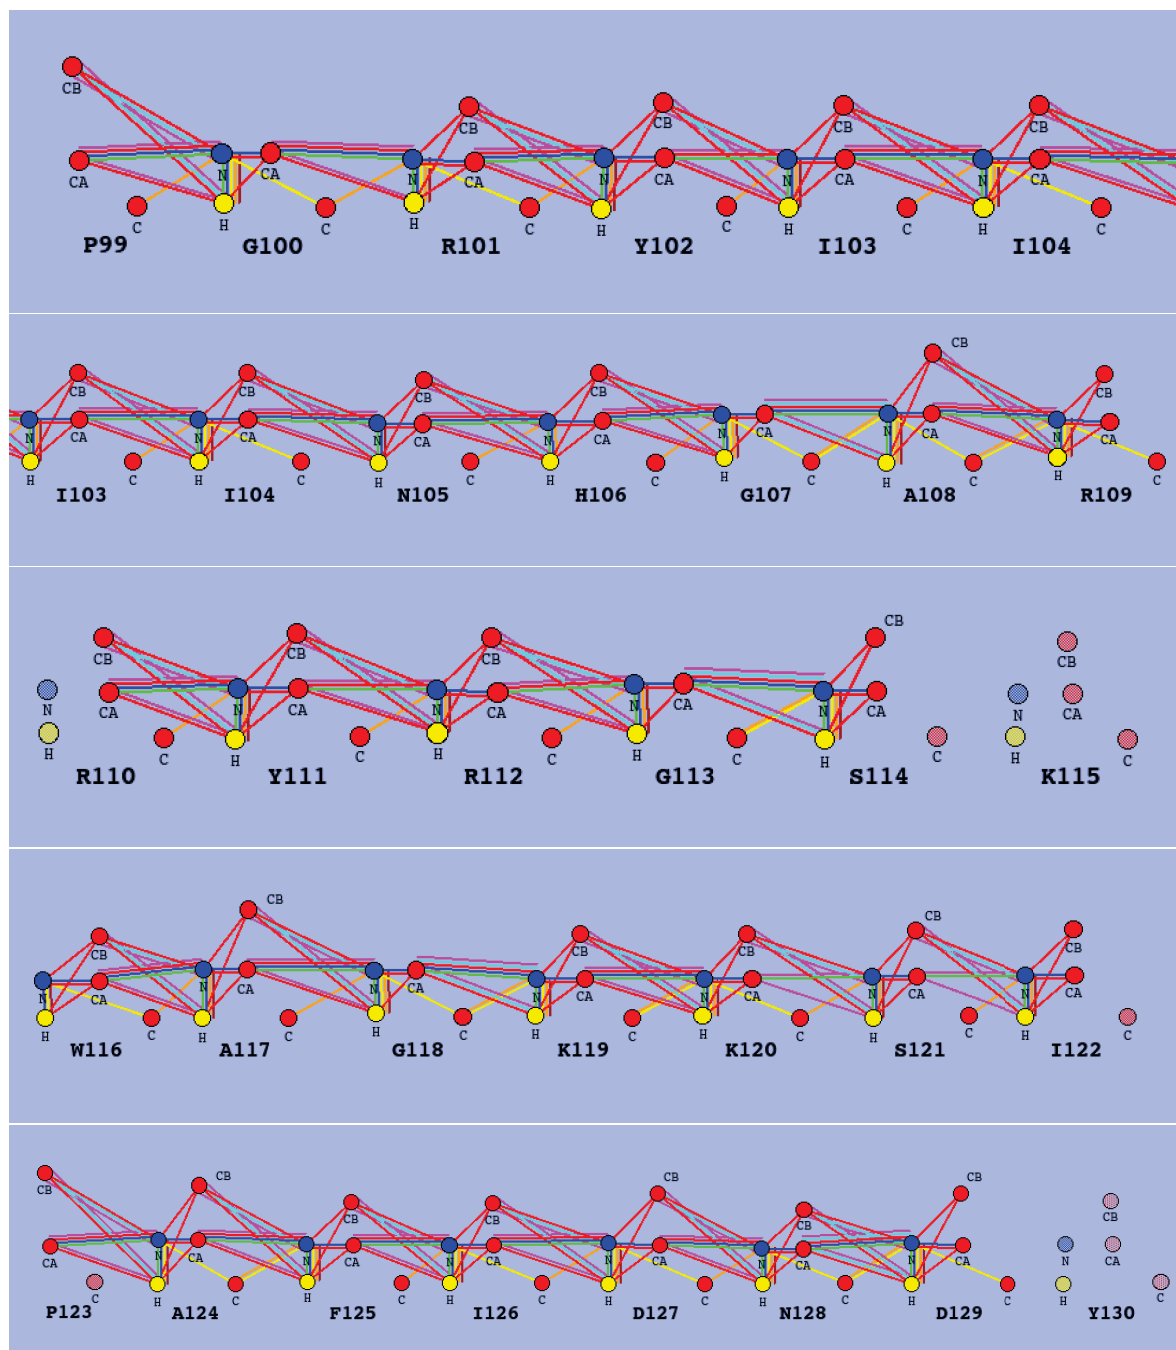 CB CB CB CB CB
CA N CA N CA N CA N CA N CA
C H C H C H C H C H C
P99 G100 R101 Y102 I103 I104
CB CB CB CB CB CB
N CA N CA N CA N CA N CA N CA N CA
H C H C H C H C H C H C H C
I103 I104 N105 H106 G107 A108 R109
CB CB CB CB CB
N CA N CA N CA N CA N CA N CA
H C H C H C H C H C H C
R110 Y111 R112 G113 S114 K115
CB CB CB CB CB CB
N CA N CA N CA N CA N CA N CA N CA
H C H C H C H C H C H C H C
W116 A117 G118 K119 K120 S121 I122
CB CB CB CB CB CB CB CB
CA N CA N CA N CA N CA N CA N CA N CA
C H C H C H C H C H C H C H C
P123 A124 F125 I126 D127 N128 D129 Y130